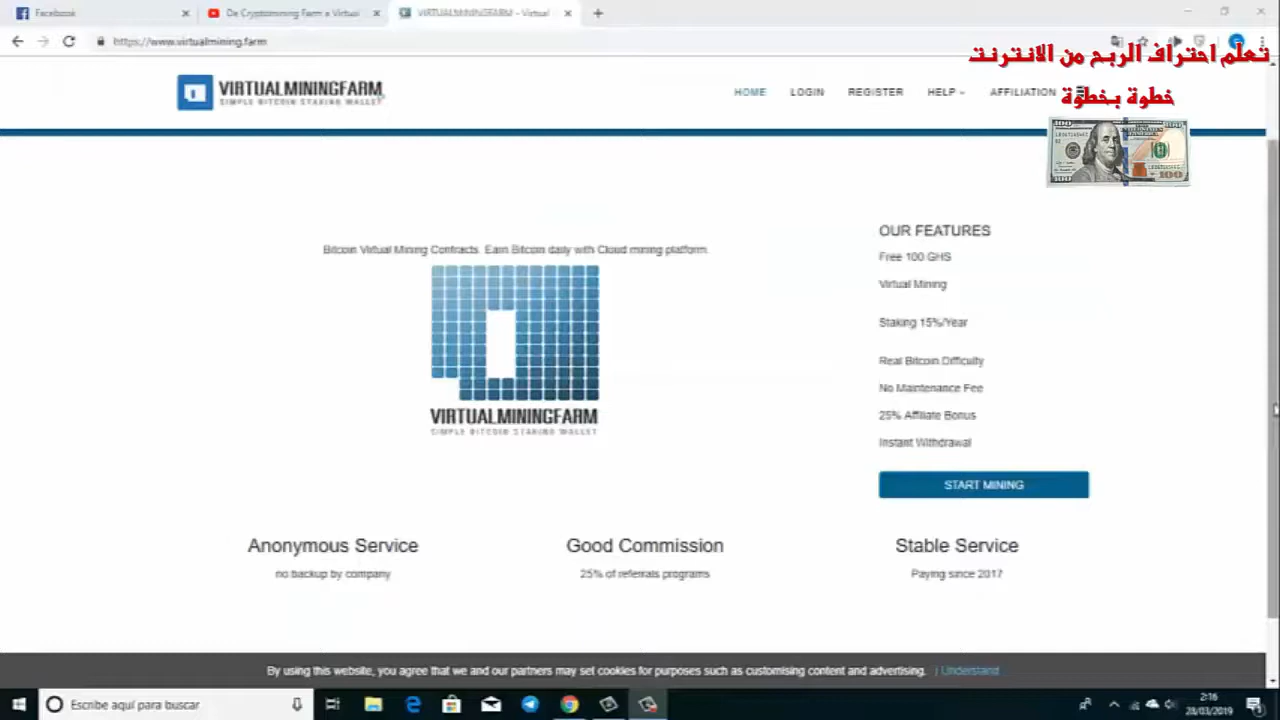 Facebook
De Cryptomining Farm a Virtual
VIRTUALMININGFARM - Virtual
https://www.virtualmining.farm
تعلم احتراف الربح من الانترنت
خطوة بخطوة
VIRTUALMININGFARM
SIMPLE BITCOIN STAKING WALLET
HOME LOGIN REGISTER HELP AFFILIATION
Bitcoin Virtual Mining Contracts. Earn Bitcoin daily with Cloud mining platform.
VIRTUALMININGFARM
SIMPLE BITCOIN STAKING WALLET
OUR FEATURES
Free 100 GHS
Virtual Mining
Staking 15%/Year
Real Bitcoin Difficulty
No Maintenance Fee
25% Affiliate Bonus
Instant Withdrawal
START MINING
Anonymous Service
no backup by company
Good Commission
25% of referrals programs
Stable Service
Paying since 2017
By using this website, you agree that we and our partners may set cookies for purposes such as customising content and advertising. | Understand
Escribe aquí para buscar
2:16
28/03/2019